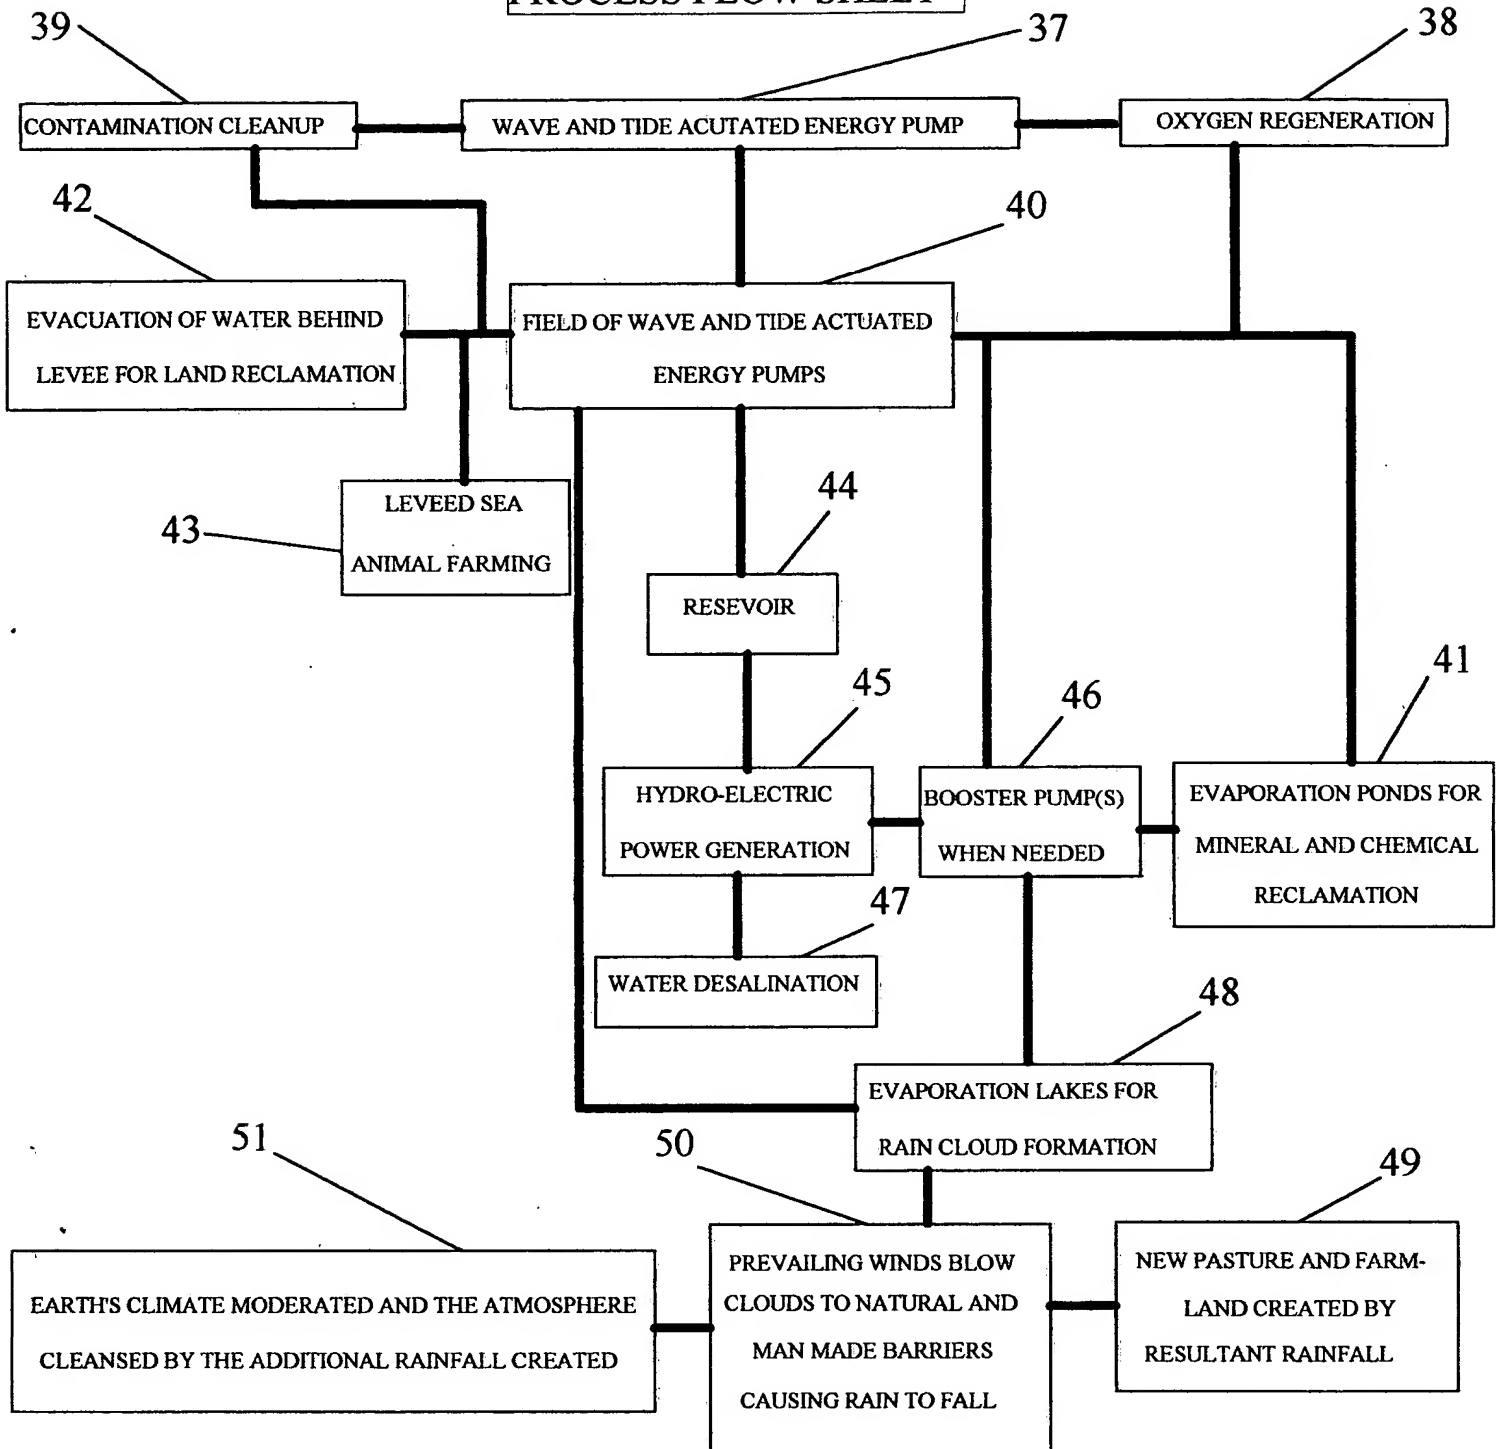 PROCESS FLOW SHEET
39
37
38
CONTAMINATION CLEANUP
WAVE AND TIDE ACUTATED ENERGY PUMP
OXYGEN REGENERATION
42
40
EVACUATION OF WATER BEHIND
LEVEE FOR LAND RECLAMATION
FIELD OF WAVE AND TIDE ACTUATED
ENERGY PUMPS
43
LEVEED SEA
ANIMAL FARMING
44
RESEVOIR
45
46
41
HYDRO-ELECTRIC
POWER GENERATION
BOOSTER PUMP(S)
WHEN NEEDED
EVAPORATION PONDS FOR
MINERAL AND CHEMICAL
RECLAMATION
47
WATER DESALINATION
48
EVAPORATION LAKES FOR
RAIN CLOUD FORMATION
51
50
49
EARTH'S CLIMATE MODERATED AND THE ATMOSPHERE
CLEANSED BY THE ADDITIONAL RAINFALL CREATED
PREVAILING WINDS BLOW
CLOUDS TO NATURAL AND
MAN MADE BARRIERS
CAUSING RAIN TO FALL
NEW PASTURE AND FARM-
LAND CREATED BY
RESULTANT RAINFALL